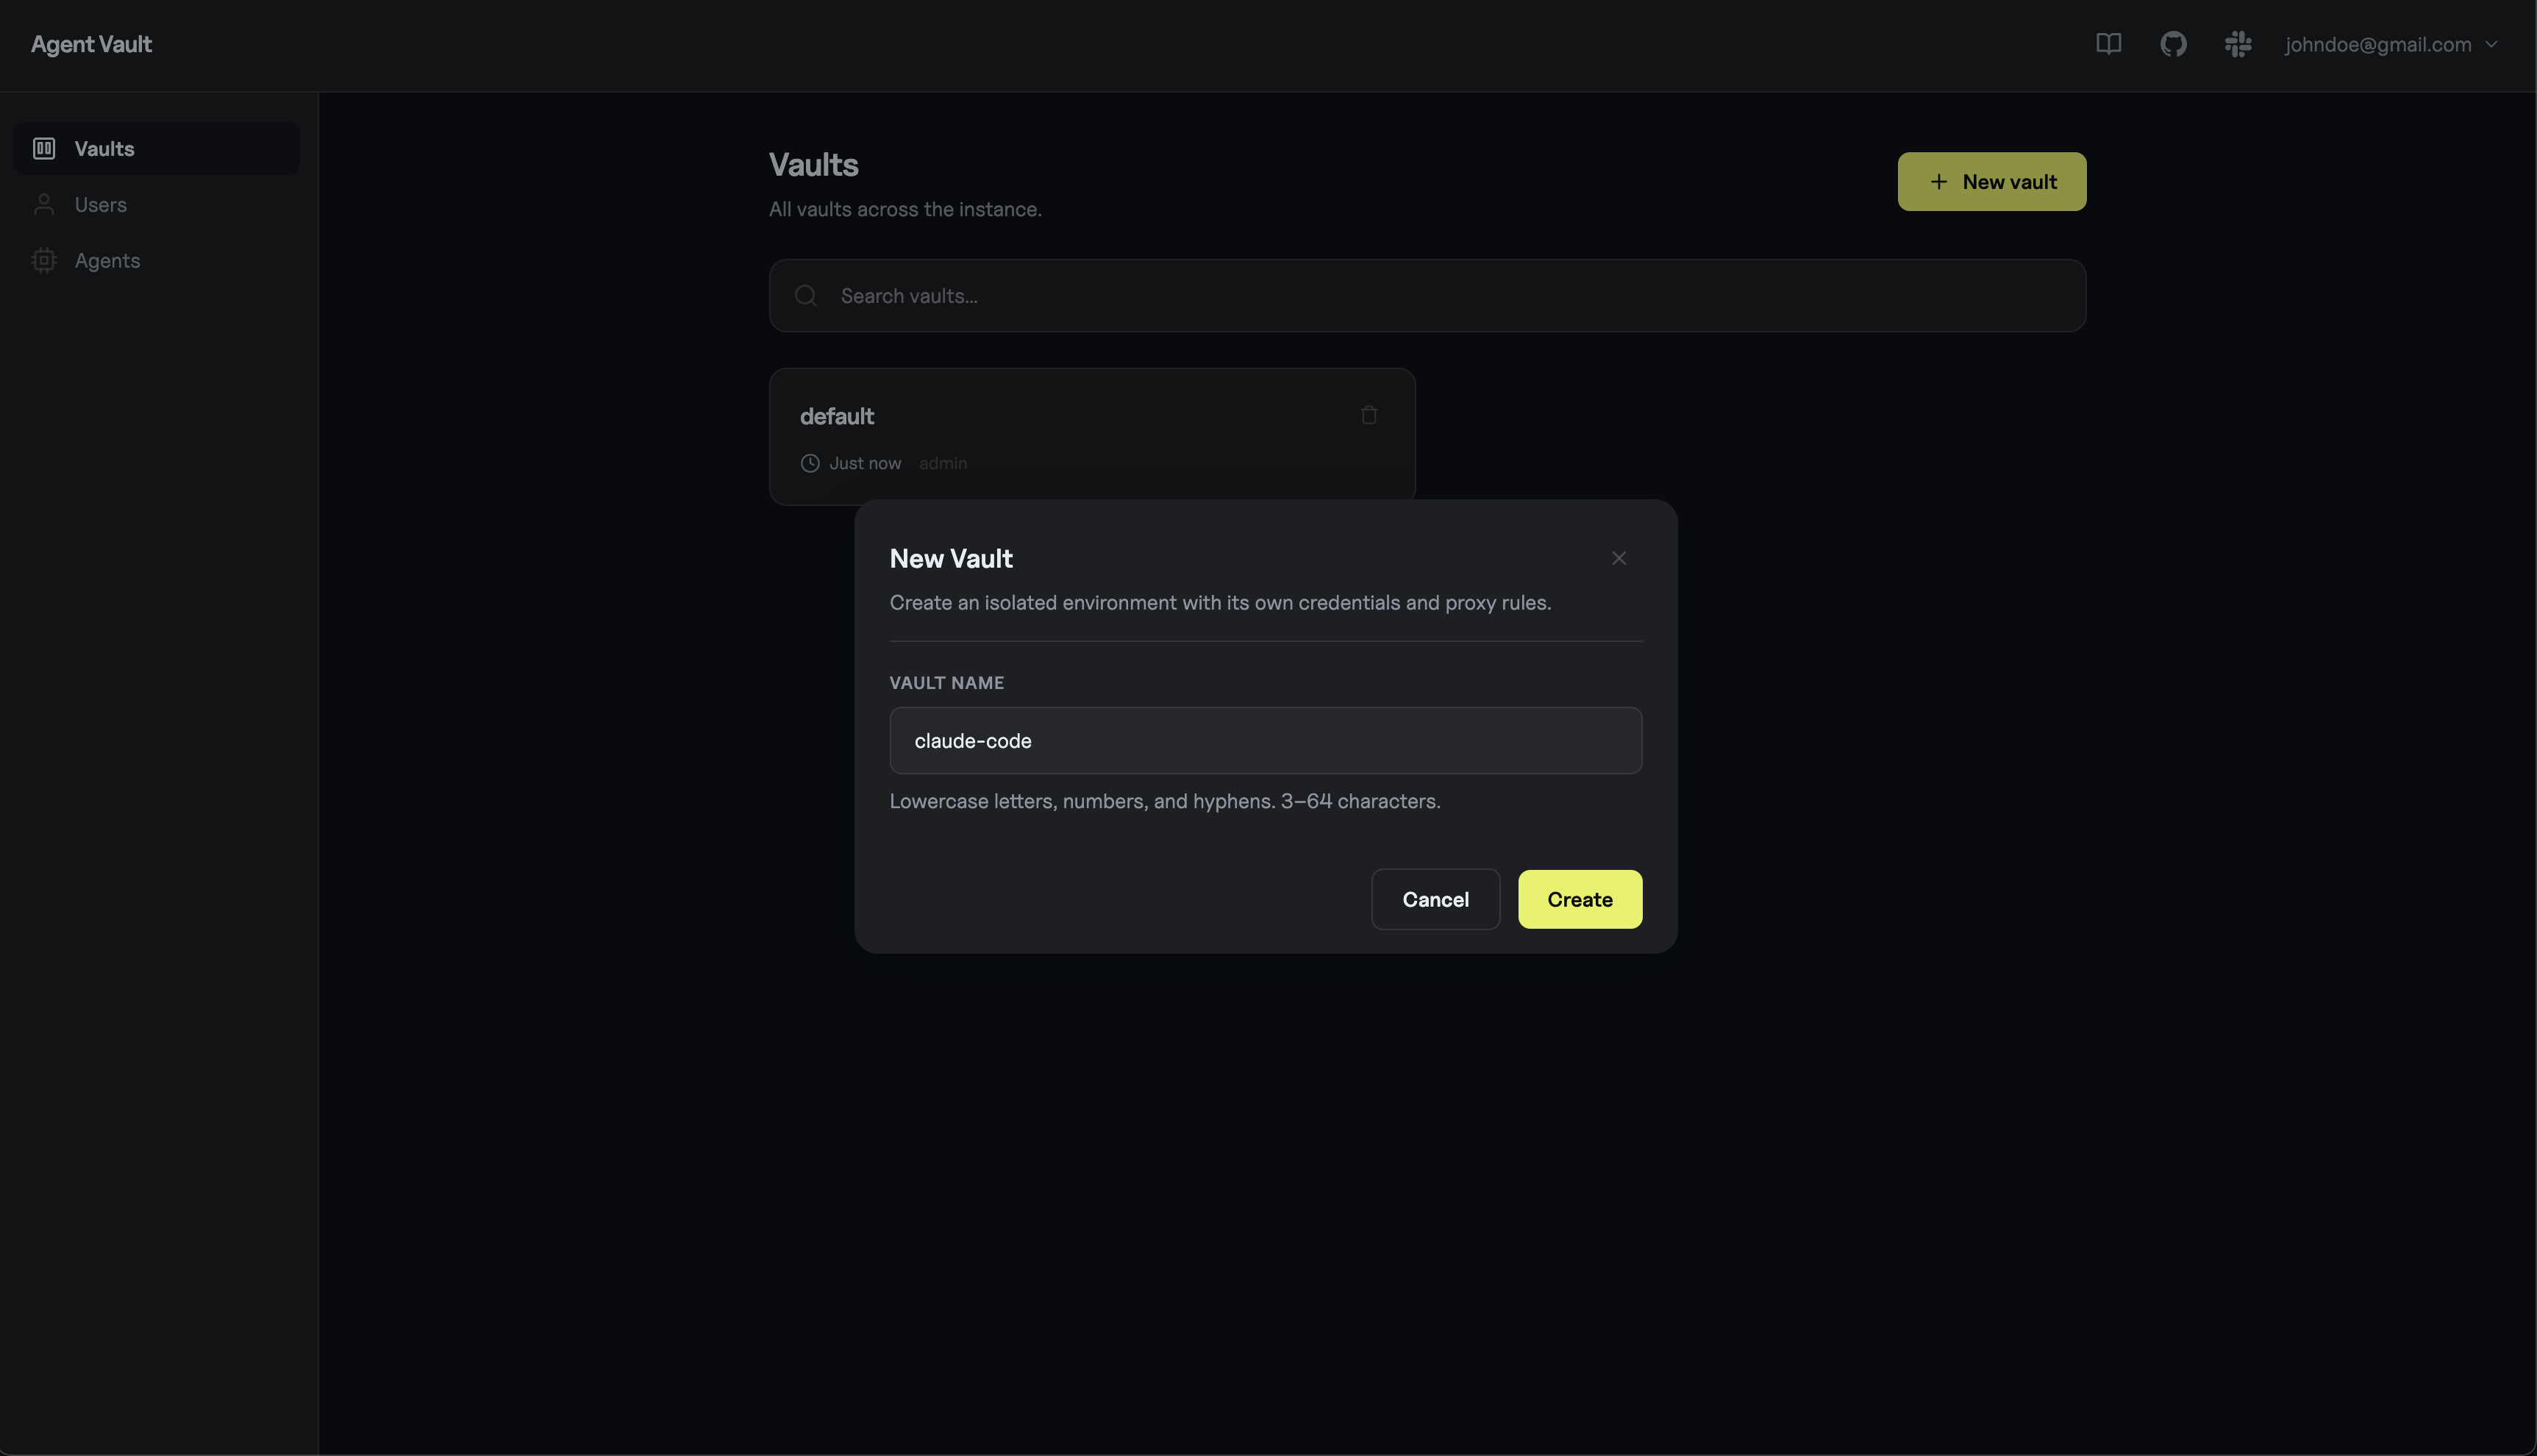 Agent Vault
johndoe@gmail.com
Vaults
Users
Agents
Vaults
All vaults across the instance.
New vault
Search vaults...
default
Just now admin
New Vault
Create an isolated environment with its own credentials and proxy rules.
VAULT NAME
claude-code
Lowercase letters, numbers, and hyphens. 3–64 characters.
Cancel
Create